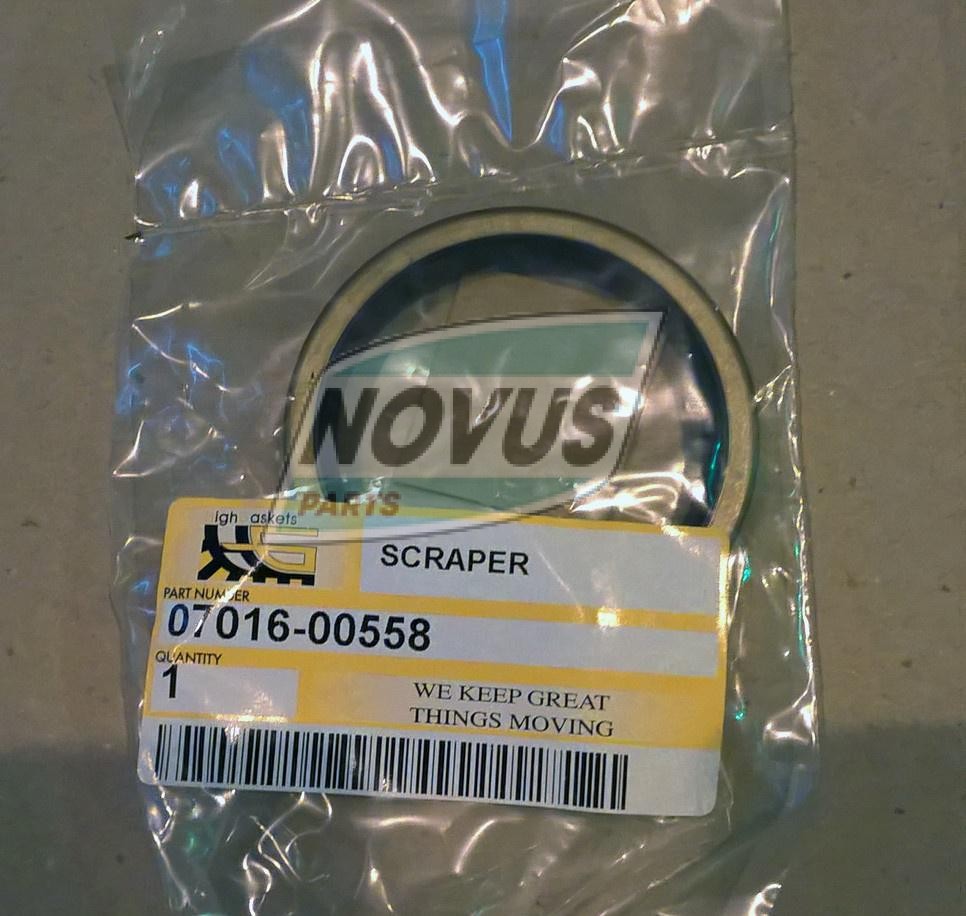 NOVUS
PARTS
igh askets
SCRAPER
PART NUMBER
07016-00558
QUANTITY
1
WE KEEP GREAT
THINGS MOVING